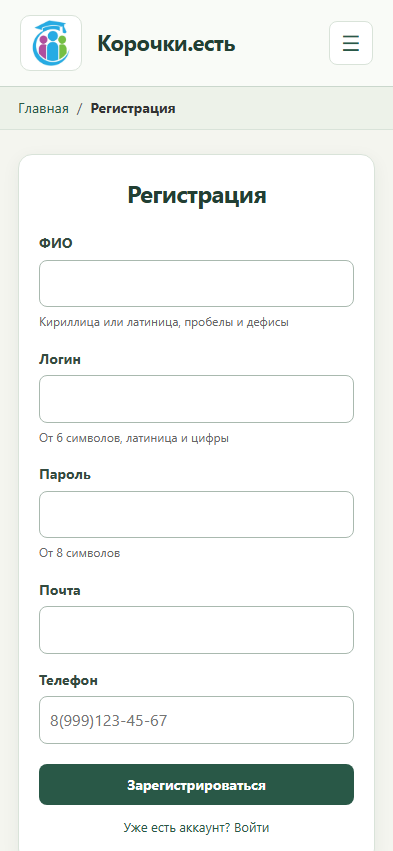 Корочки.есть
Главная / Регистрация
Регистрация
ФИО
Кириллица или латиница, пробелы и дефисы
Логин
От 6 символов, латиница и цифры
Пароль
От 8 символов
Почта
Телефон
8(999)123-45-67
Зарегистрироваться
Уже есть аккаунт? Войти